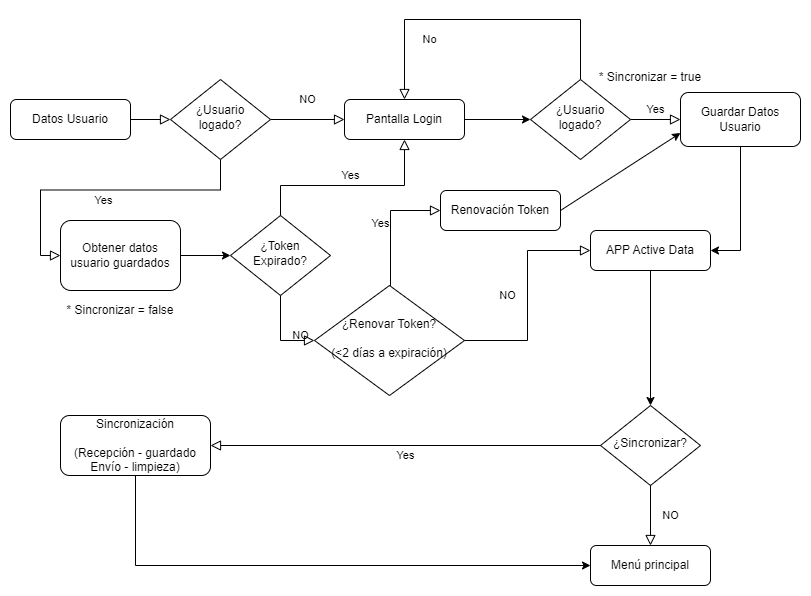 No
* Sincronizar = true
Datos Usuario
¿Usuario
logado?
NO
Pantalla Login
¿Usuario
logado?
Yes
Guardar Datos
Usuario
Yes
Yes
Obtener datos
usuario guardados
* Sincronizar = false
¿Token
Expirado?
Yes
Renovación Token
APP Active Data
NO
NO
¿Renovar Token?
(<2 días a expiración)
Sincronización
(Recepción - guardado
Envío - limpieza)
Yes
¿Sincronizar?
NO
Menú principal